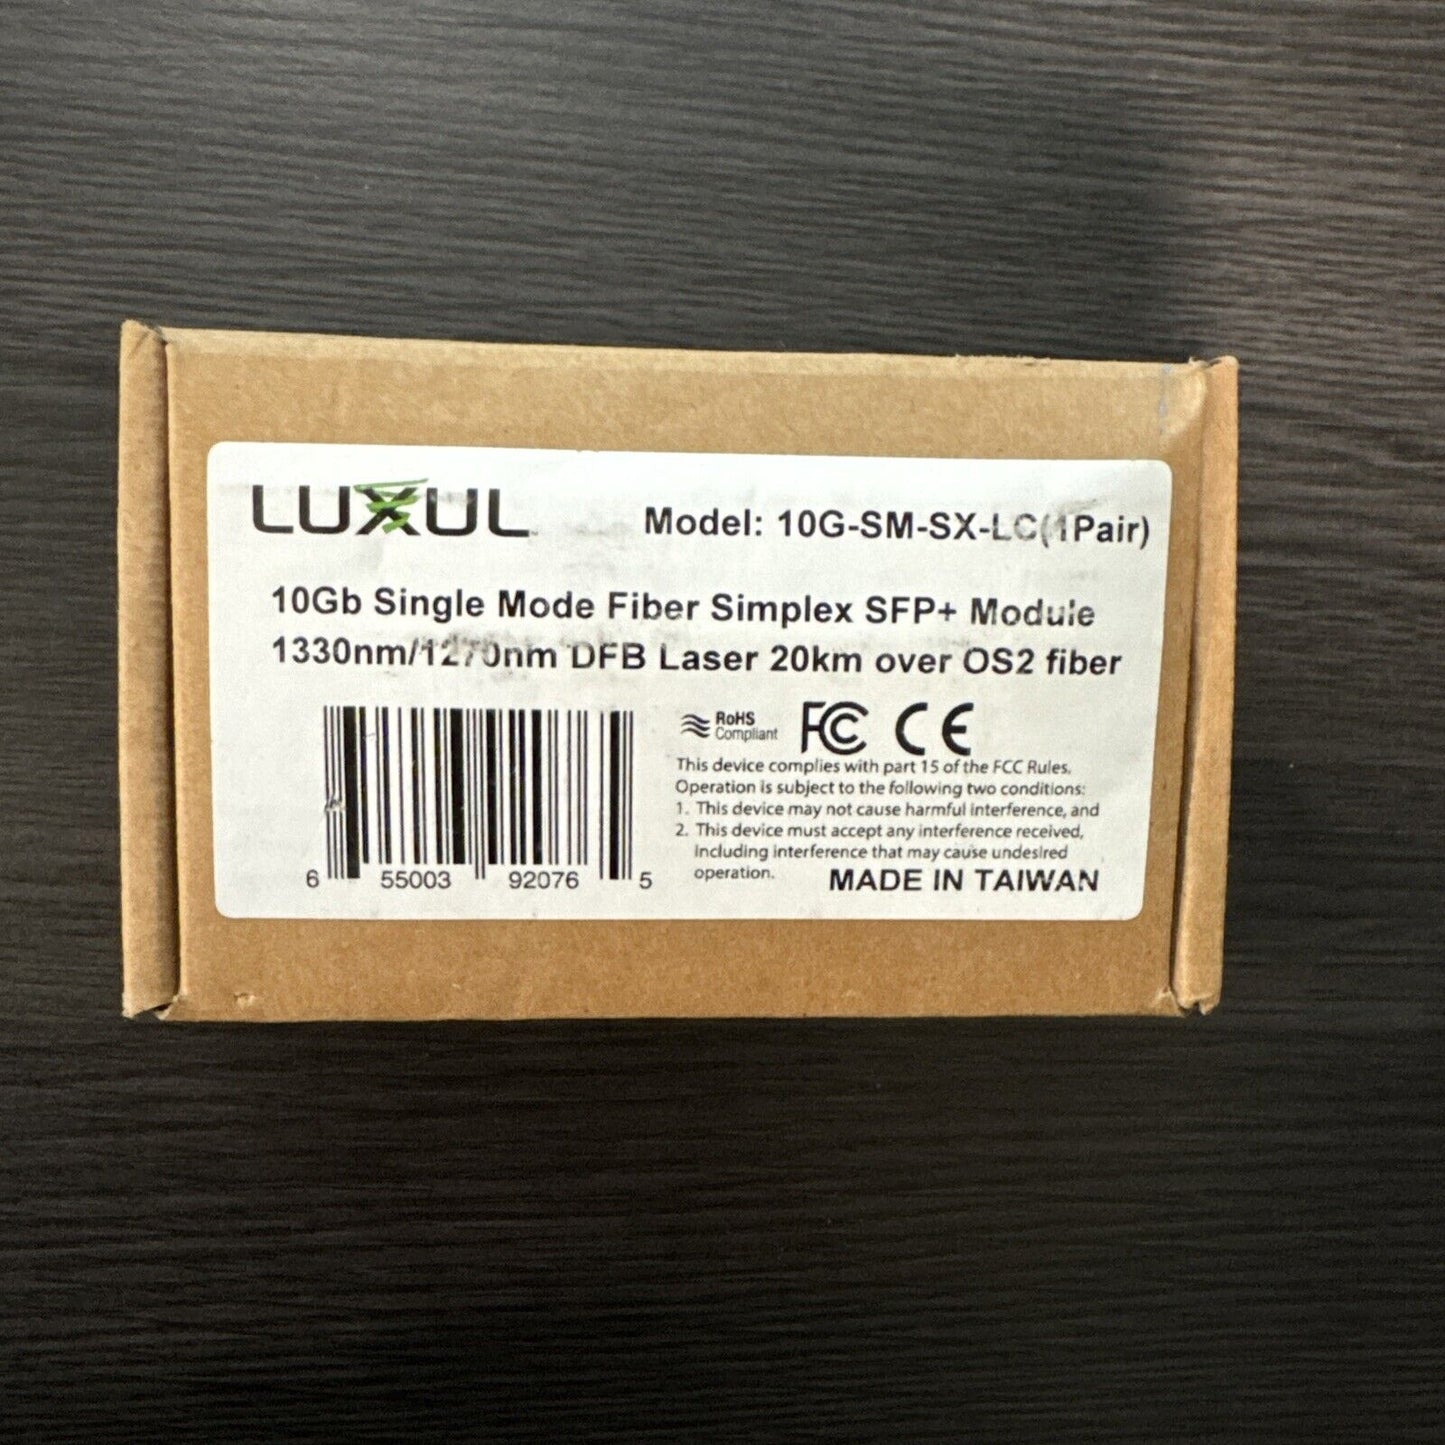 LUXUL
Model: 10G-SM-SX-LC(1Pair)
10Gb Single Mode Fiber Simplex SFP+ Module
1330nm/1270nm DFB Laser 20km over OS2 fiber
RoHS
Compliant
FC CE
This device complies with part 15 of the FCC Rules.
Operation is subject to the following two conditions:
1. This device may not cause harmful interference, and
2. This device must accept any interference received,
including interference that may cause undesired
operation.
MADE IN TAIWAN
6 55003 92076 5